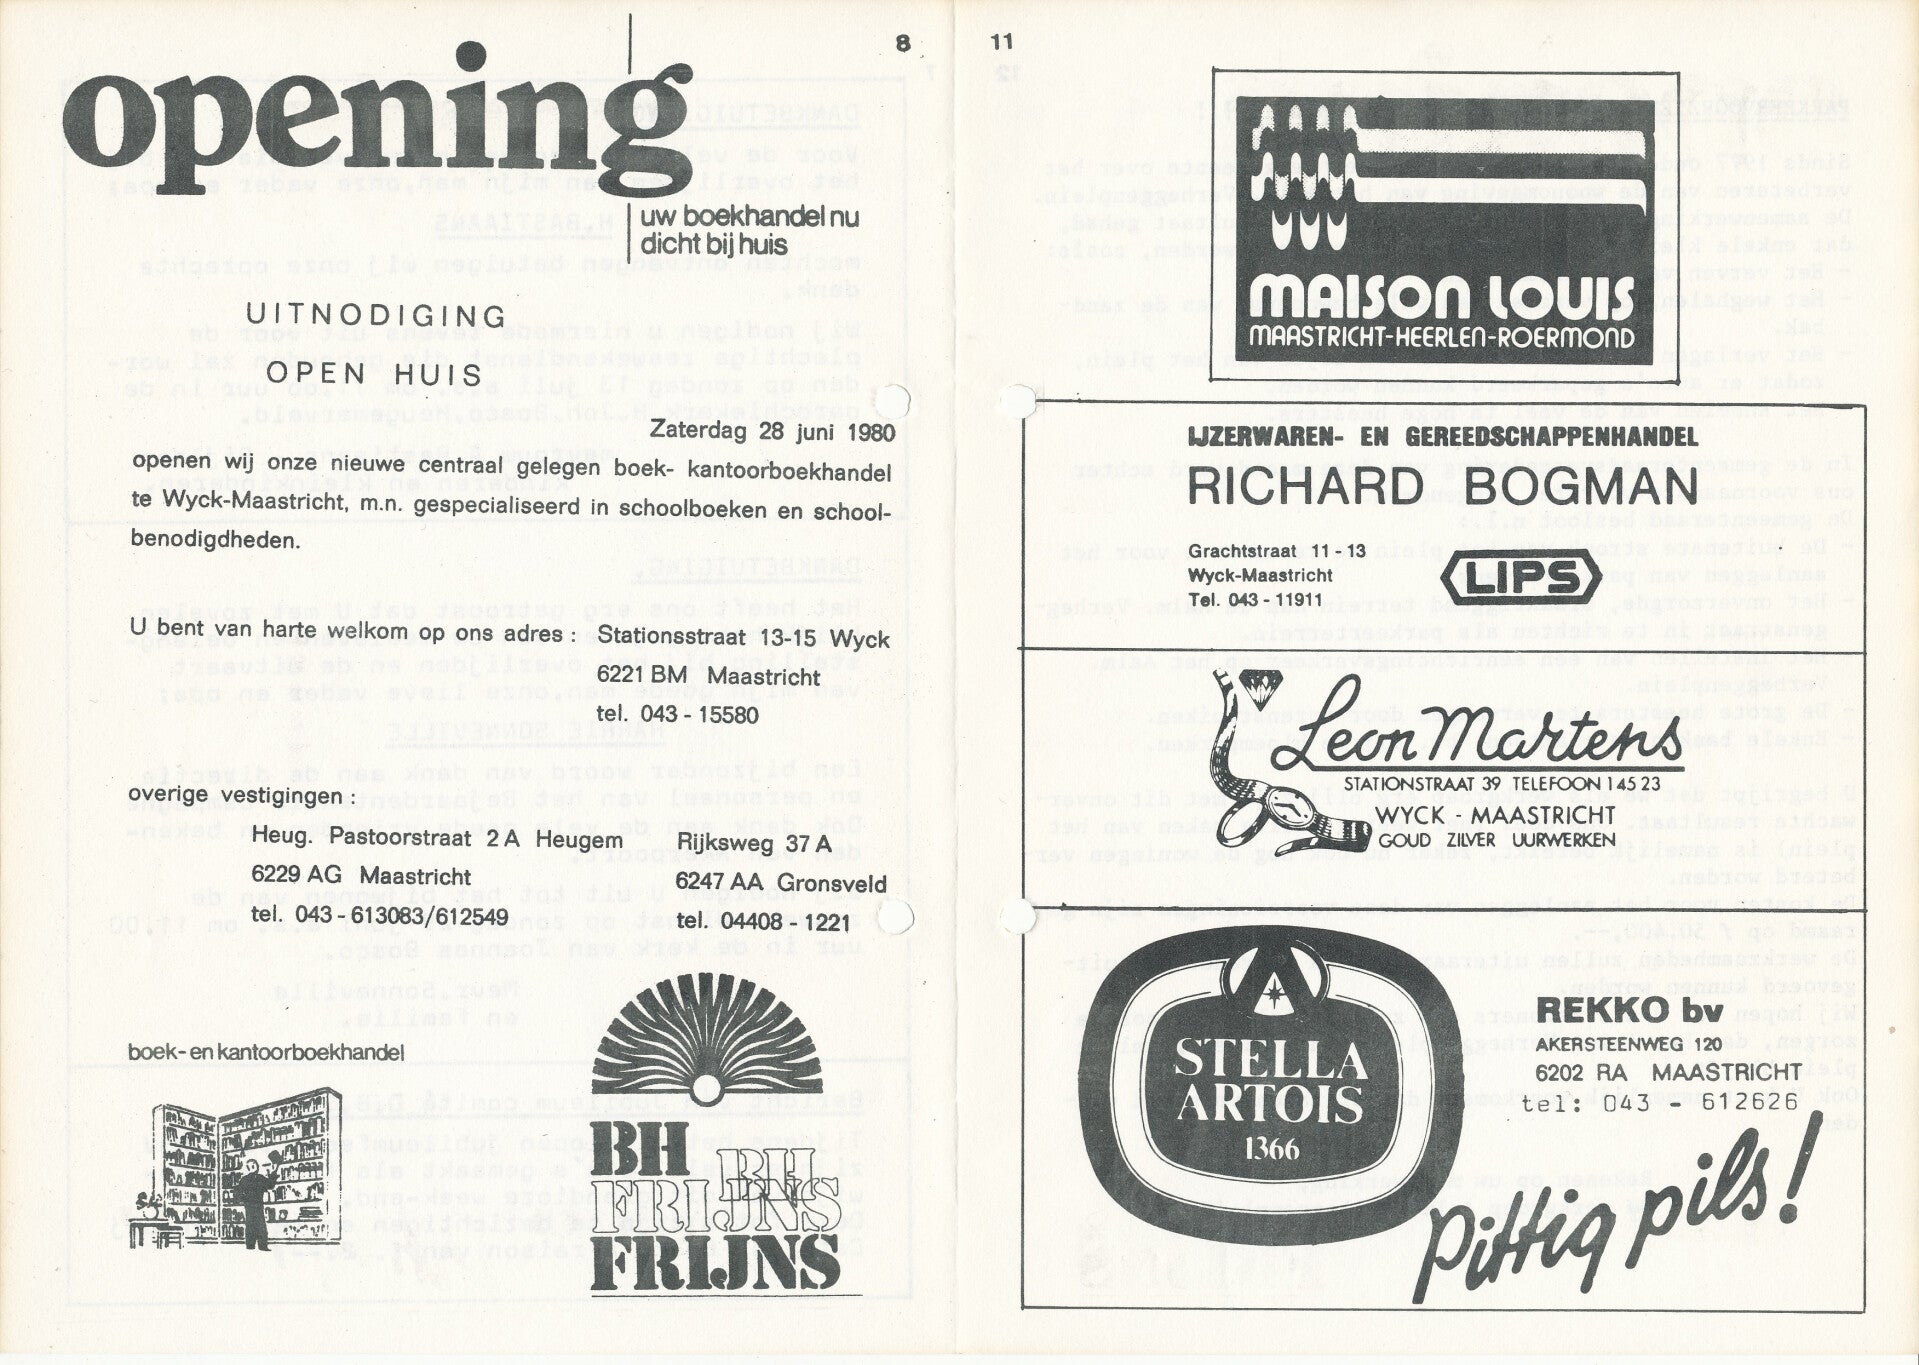 8
opening
uw boekhandel nu
dicht bij huis
UITNODIGING
OPEN HUIS
Zaterdag 28 juni 1980
openen wij onze nieuwe centraal gelegen boek- kantoorboekhandel
te Wyck-Maastricht, m.n. gespecialiseerd in schoolboeken en school-
benodigdheden.
U bent van harte welkom op ons adres : Stationsstraat 13-15 Wyck
6221 BM Maastricht
tel. 043 - 15580
overige vestigingen :
Heug. Pastoorstraat 2 A Heugem
6229 AG Maastricht
tel. 043 - 613083/612549
Rijksweg 37 A
6247 AA Gronsveld
tel. 04408 - 1221
boek- en kantoorboekhandel
BH
BH
FRIJNS
FRIJNS
FRIJNS
11
MAISON LOUIS
MAASTRICHT-HEERLEN-ROERMOND
IJZERWAREN- EN GEREEDSCHAPPENHANDEL
RICHARD BOGMAN
Grachtstraat 11 - 13
Wyck-Maastricht
Tel. 043 - 11911
LIPS
Leon Martens
STATIONSTRAAT 39 TELEFOON 1 45 23
WYCK - MAASTRICHT
GOUD ZILVER UURWERKEN
STELLA
ARTOIS
1366
REKKO bv
AKERSTEENWEG 120
6202 RA MAASTRICHT
tel: 043 - 612626
Pittig pils!